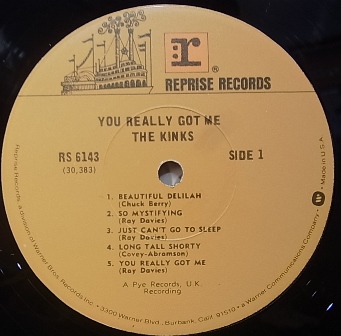 r ®
REPRISE RECORDS
YOU REALLY GOT ME
THE KINKS
RS 6143
(30,383)
SIDE 1
1. BEAUTIFUL DELILAH
(Chuck Berry)
2. SO MYSTIFYING
(Ray Davies)
3. JUST CAN'T GO TO SLEEP
(Ray Davies)
4. LONG TALL SHORTY
(Covey-Abramson)
5. YOU REALLY GOT ME
(Ray Davies)
A Pye Records, U.K.
Recording
Reprise Records, a division of Warner Bros. Records Inc. • 3300 Warner Blvd., Burbank, Calif. 91510 • a Warner Communications Company • Made in U.S.A.